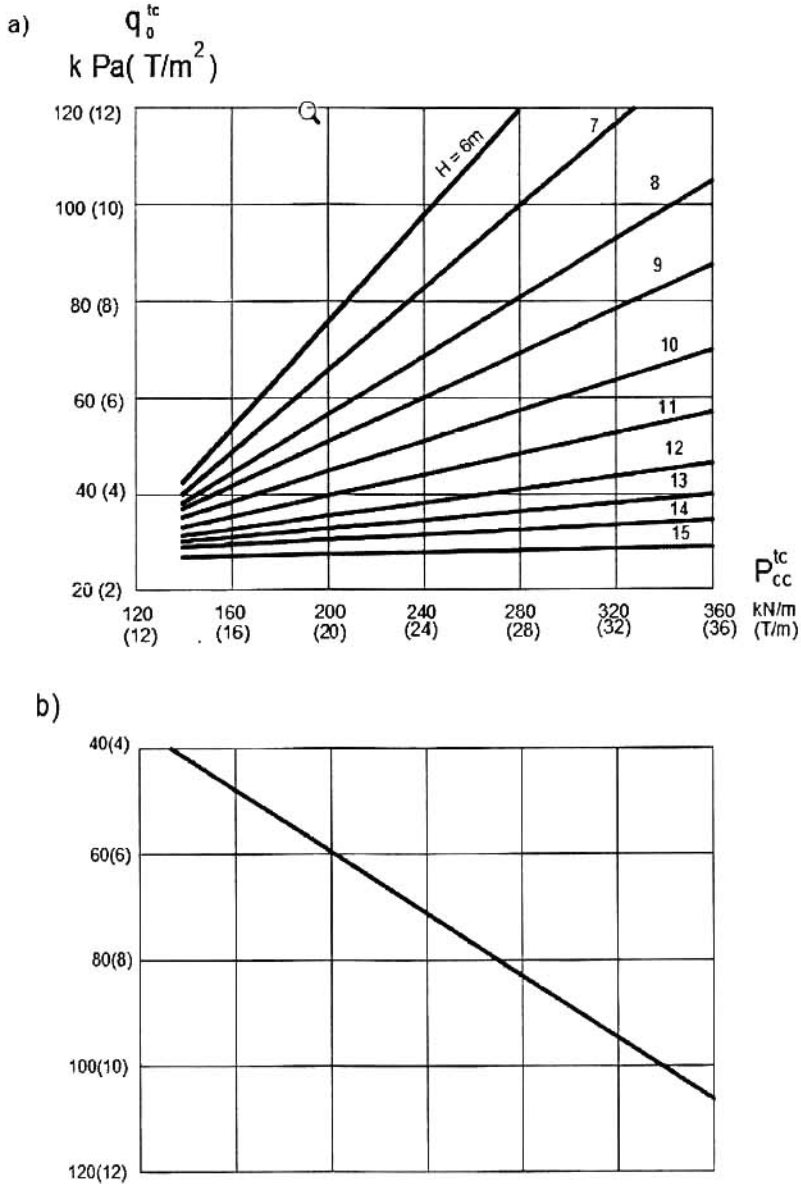 a)
q₀ᵗᶜ
k Pa( T/m²)
120 (12)
100 (10)
80 (8)
60 (6)
40 (4)
20 (2)
H = 6m
7
8
9
10
11
12
13
14
15
P_cc^tc
120 160 200 240 280 320 360 kN/m
(12) (16) (20) (24) (28) (32) (36) (T/m)
b)
40(4)
60(6)
80(8)
100(10)
120(12)